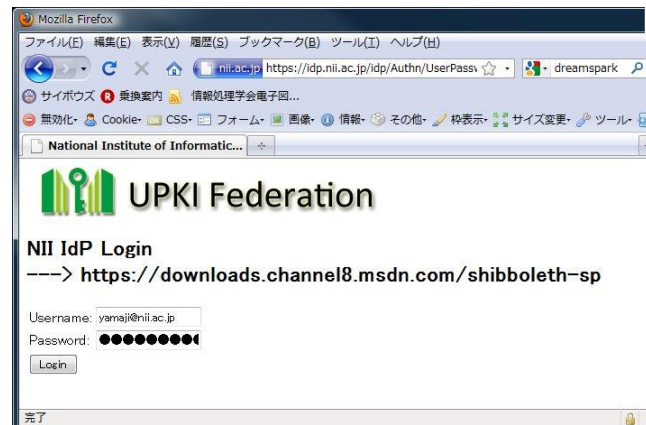 Mozilla Firefox
ファイル(F) 編集(E) 表示(V) 履歴(S) ブックマーク(B) ツール(T) ヘルプ(H)
nii.ac.jp https://idp.nii.ac.jp/idp/Authn/UserPassw dreamspark
サイボウズ 乗換案内 情報処理学会電子図...
無効化 Cookie CSS フォーム 画像 情報 その他 枠表示 サイズ変更 ツール
National Institute of Informatic...
UPKI Federation
NII IdP Login
---> https://downloads.channel8.msdn.com/shibboleth-sp
Username: yamaji@nii.ac.jp
Password: ●●●●●●●●●
Login
完了